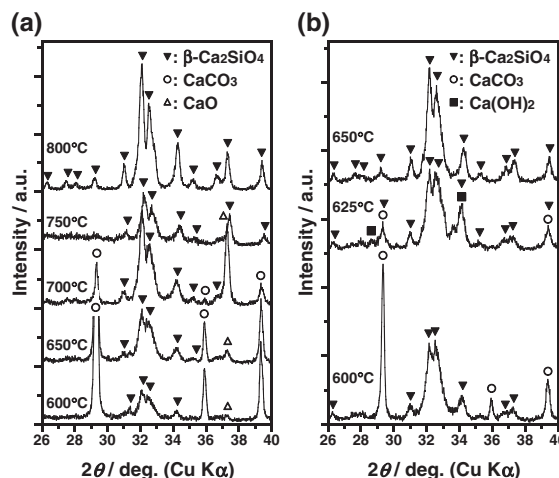 (a)
▼: β-Ca2SiO4
○: CaCO3
△: CaO
800°C
750°C
700°C
650°C
600°C
Intensity / a.u.
26 28 30 32 34 36 38 40
2θ / deg. (Cu Kα)
(b)
▼: β-Ca2SiO4
○: CaCO3
■: Ca(OH)2
650°C
625°C
600°C
Intensity / a.u.
26 28 30 32 34 36 38 40
2θ / deg. (Cu Kα)